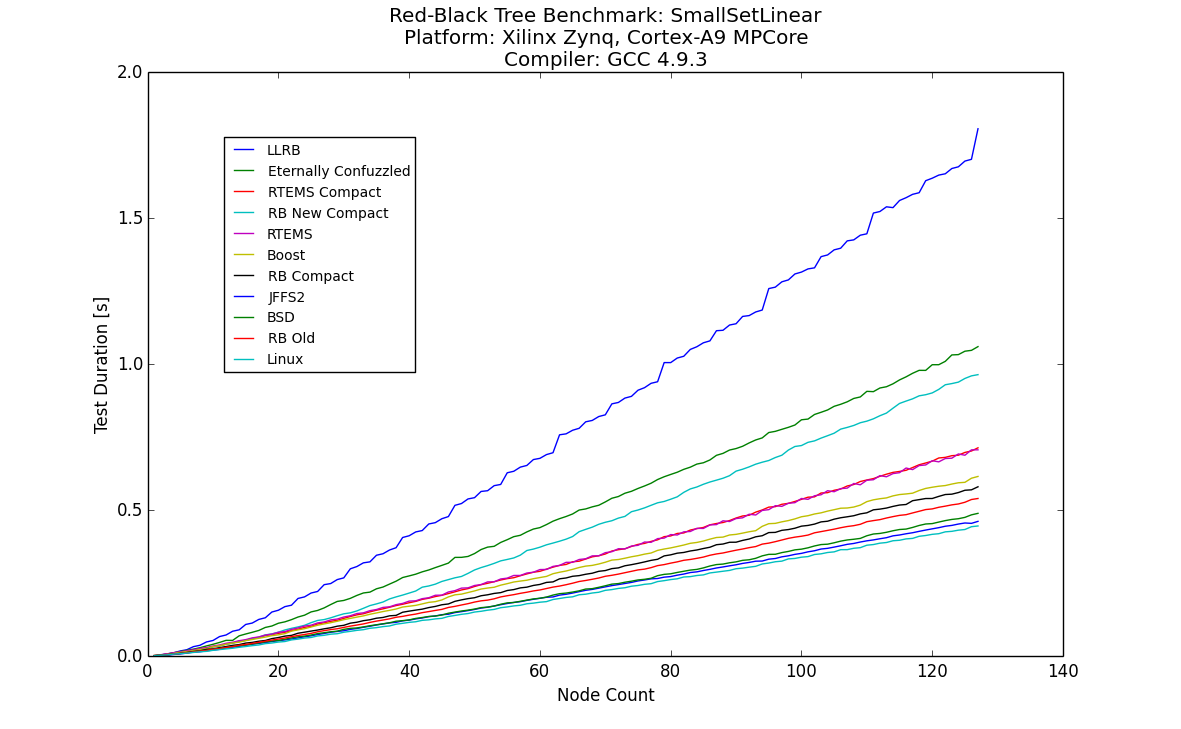 Red-Black Tree Benchmark: SmallSetLinear
Platform: Xilinx Zynq, Cortex-A9 MPCore
Compiler: GCC 4.9.3
2.0
1.5
1.0
0.5
0.0
Test Duration [s]
LLRB
Eternally Confuzzled
RTEMS Compact
RB New Compact
RTEMS
Boost
RB Compact
JFFS2
BSD
RB Old
Linux
0 20 40 60 80 100 120 140
Node Count